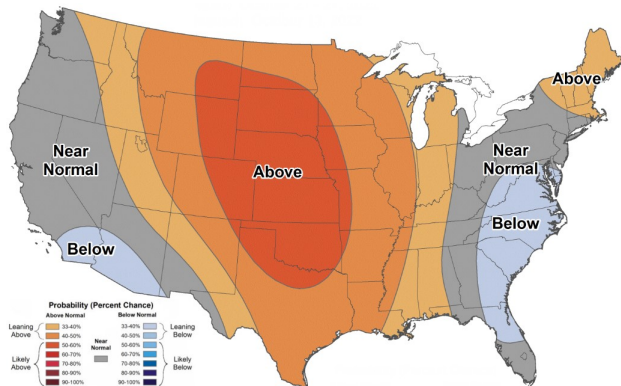 Above
Near
Normal
Near
Normal
Above
Below
Below
Probability (Percent Chance)
Above Normal
Below Normal
Leaning
Above
33-40%
40-50%
33-40%
40-50%
Leaning
Below
Near
Normal
Likely
Above
50-60%
60-70%
70-80%
80-90%
90-100%
50-60%
60-70%
70-80%
80-90%
90-100%
Likely
Below